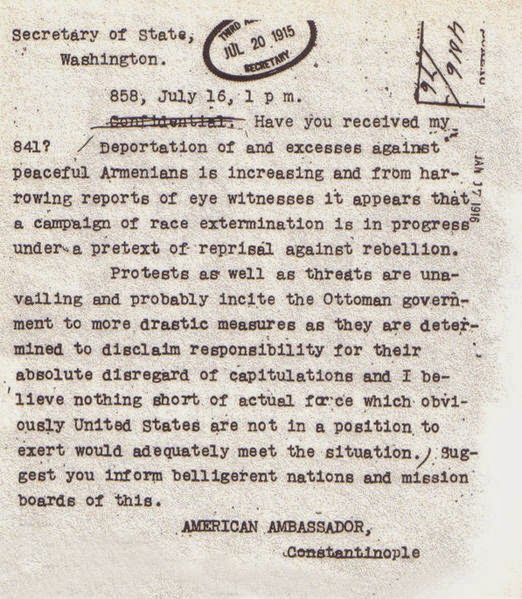 Secretary of State,
Washington.
THIRD
JUL 20 1915
SECRETARY
4016
76
858, July 16, 1 p m.
Confidential. Have you received my
841? Deportation of and excesses against
peaceful Armenians is increasing and from har-
rowing reports of eye witnesses it appears that
a campaign of race extermination is in progress
under a pretext of reprisal against rebellion.
JAN 17 1916
Protests as well as threats are una-
vailing and probably incite the Ottoman govern-
ment to more drastic measures as they are deter-
mined to disclaim responsibility for their
absolute disregard of capitulations and I be-
lieve nothing short of actual force which obvi-
ously United States are not in a position to
exert would adequately meet the situation. Sug-
gest you inform belligerent nations and mission
boards of this.
AMERICAN AMBASSADOR,
Constantinople